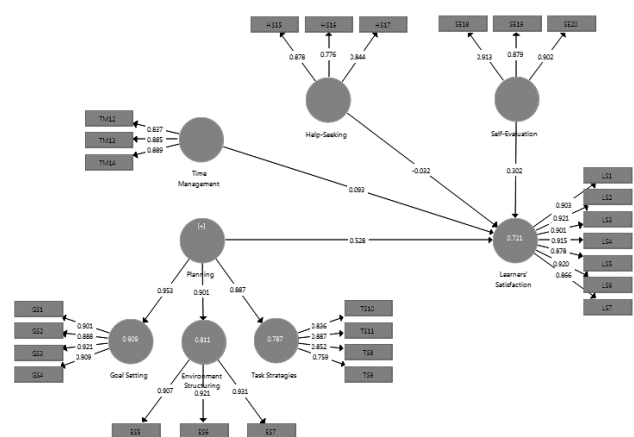 HS15 HS16 HS17
SE18 SE19 SE20
0.878 0.776 0.844
0.913 0.879 0.902
Help-Seeking
Self-Evaluation
TM12
TM13
TM14
0.837
0.885
0.889
Time
Management
-0.032
0.302
0.093
[+]
Planning
0.528
0.721
Learners'
Satisfaction
0.903
0.921
0.901
0.915
0.878
0.920
0.866
LS1
LS2
LS3
LS4
LS5
LS6
LS7
0.953
0.901
0.887
GS1
GS2
GS3
GS4
0.901
0.888
0.921
0.909
0.909
Goal Setting
0.811
Environment
Structuring
0.787
Task Strategies
0.836
0.887
0.852
0.759
TS10
TS11
TS8
TS9
0.907
0.921
0.931
ES5 ES6 ES7